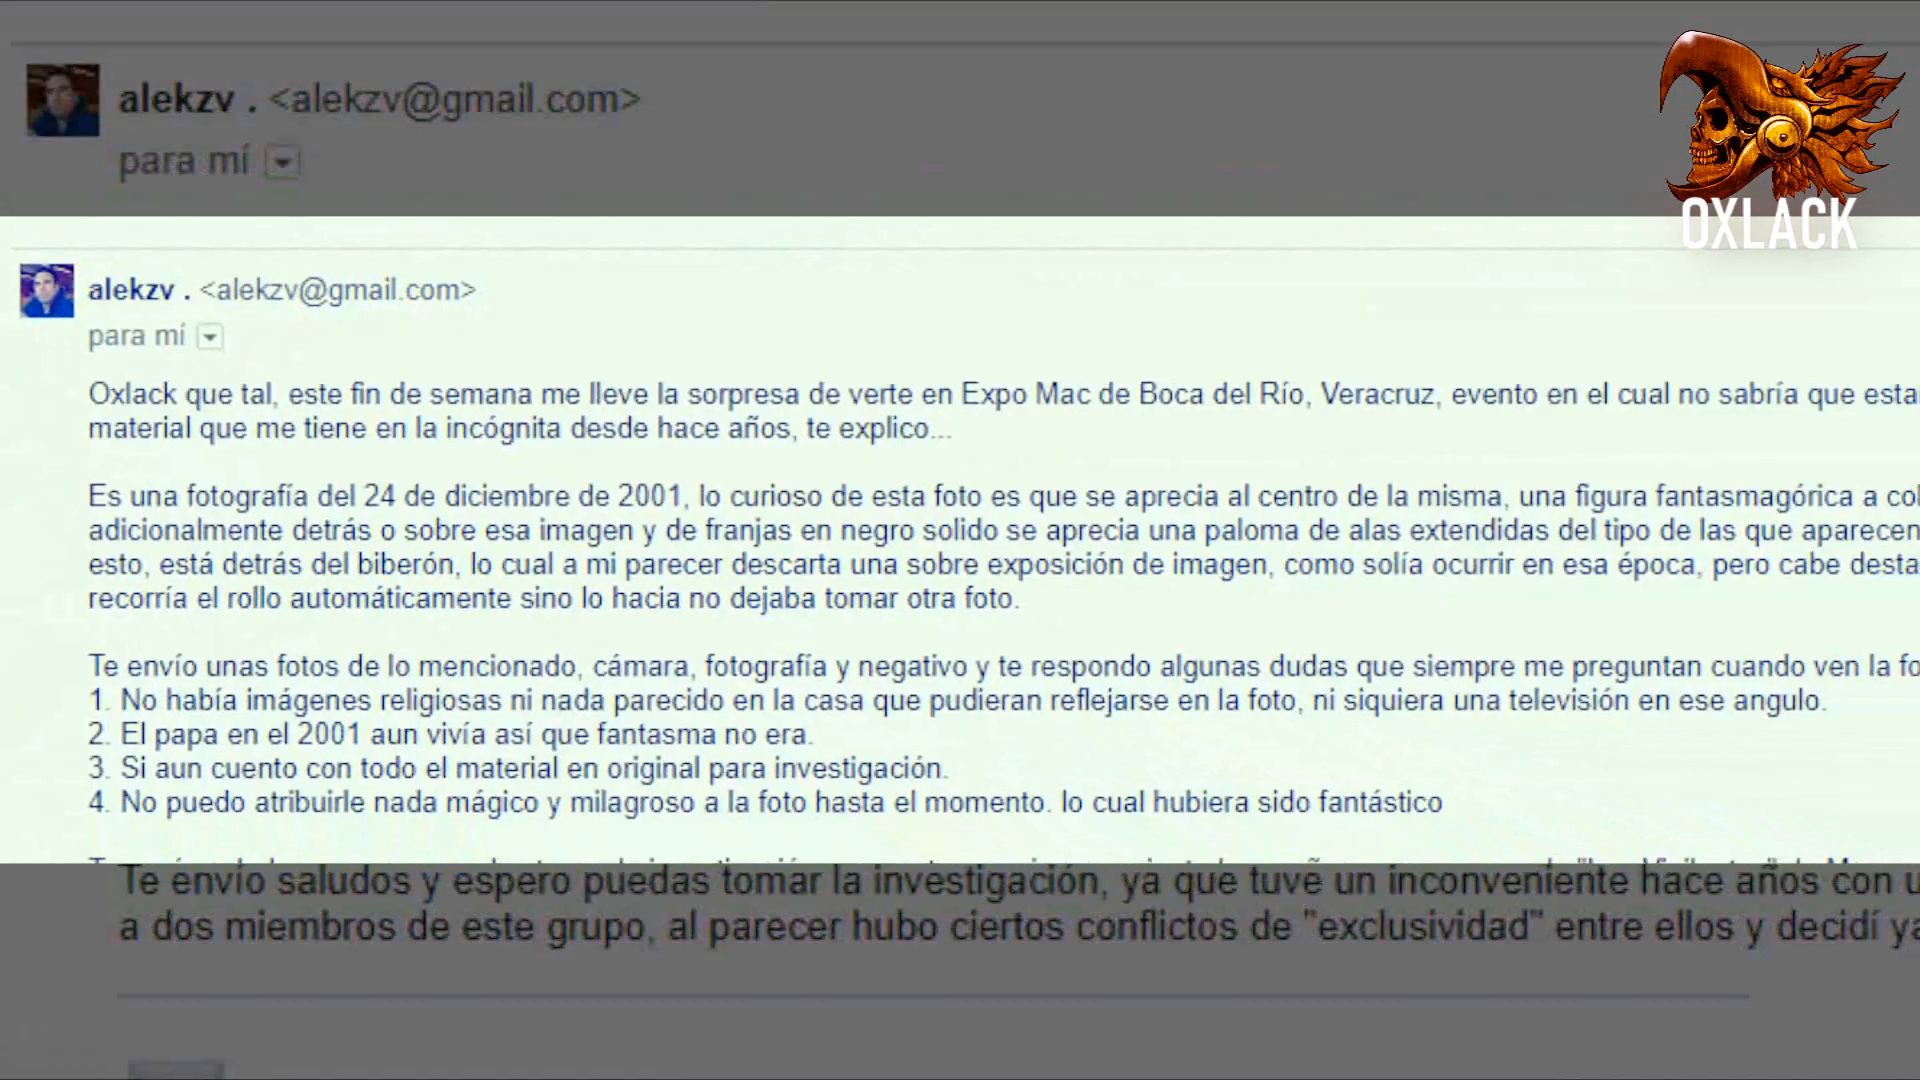 alekzv . <alekzv@gmail.com>
para mí
OXLACK
alekzv . <alekzv@gmail.com>
para mí
Oxlack que tal, este fin de semana me lleve la sorpresa de verte en Expo Mac de Boca del Río, Veracruz, evento en el cual no sabría que
material que me tiene en la incógnita desde hace años, te explico...
Es una fotografía del 24 de diciembre de 2001, lo curioso de esta foto es que se aprecia al centro de la misma, una figura fantasmagórica a
adicionalmente detrás o sobre esa imagen y de franjas en negro solido se aprecia una paloma de alas extendidas del tipo de las que aparecen
esto, está detrás del biberón, lo cual a mi parecer descarta una sobre exposición de imagen, como solía ocurrir en esa época, pero cabe
recorría el rollo automáticamente sino lo hacia no dejaba tomar otra foto.
Te envío unas fotos de lo mencionado, cámara, fotografía y negativo y te respondo algunas dudas que siempre me preguntan cuando ven la
1. No había imágenes religiosas ni nada parecido en la casa que pudieran reflejarse en la foto, ni siquiera una televisión en ese angulo.
2. El papa en el 2001 aun vivía así que fantasma no era.
3. Si aun cuento con todo el material en original para investigación.
4. No puedo atribuirle nada mágico y milagroso a la foto hasta el momento. lo cual hubiera sido fantástico
Te envío saludos y espero puedas tomar la investigación, ya que tuve un inconveniente hace años con
a dos miembros de este grupo, al parecer hubo ciertos conflictos de "exclusividad" entre ellos y decidí